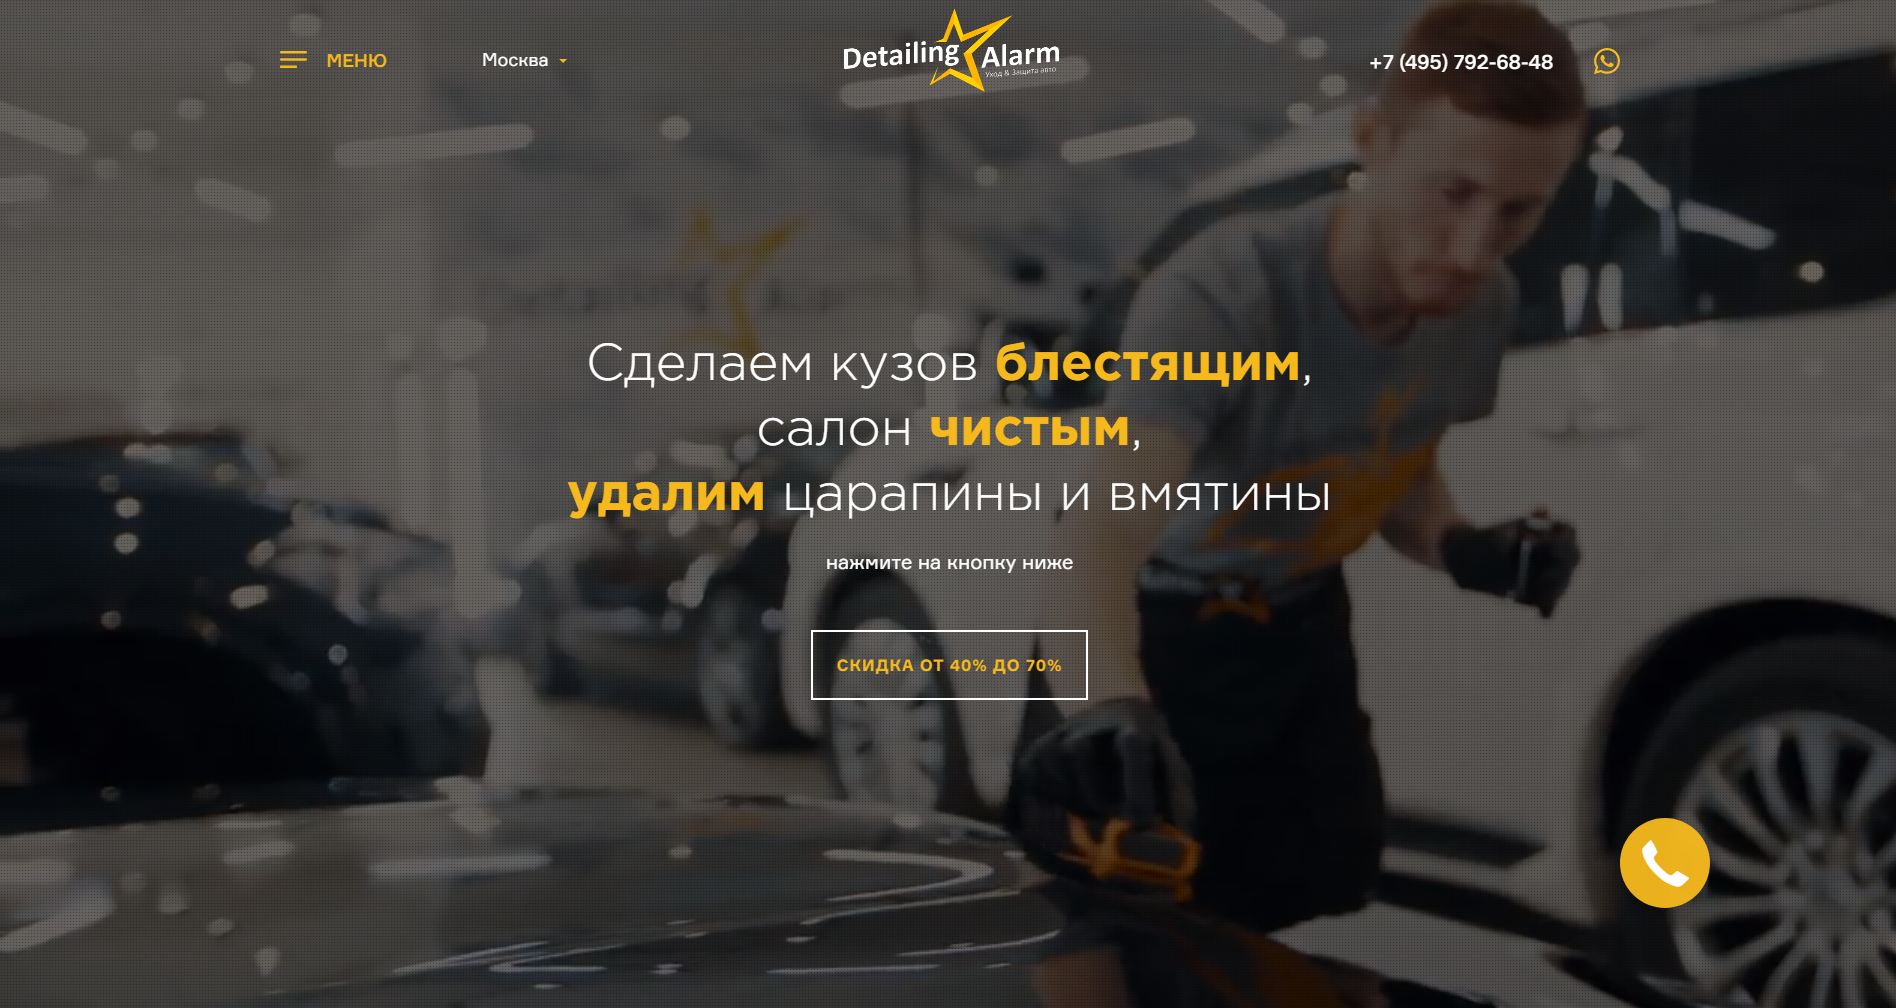 МЕНЮ
Москва
Detailing Alarm
Уход & Защита авто
+7 (495) 792-68-48
Сделаем кузов блестящим,
салон чистым,
удалим царапины и вмятины
нажмите на кнопку ниже
СКИДКА ОТ 40% ДО 70%